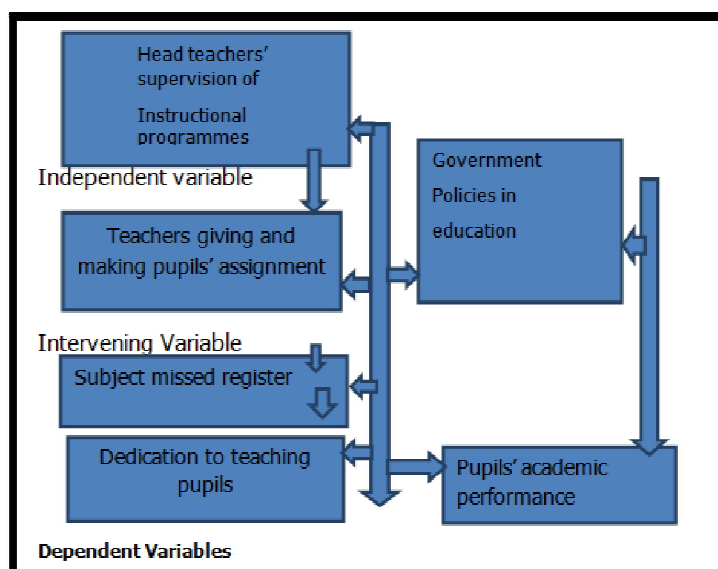 Head teachers’
supervision of
Instructional
programmes
Independent variable
Teachers giving and
making pupils’ assignment
Intervening Variable
Subject missed register
Dedication to teaching
pupils
Dependent Variables
Government
Policies in
education
Pupils’ academic
performance